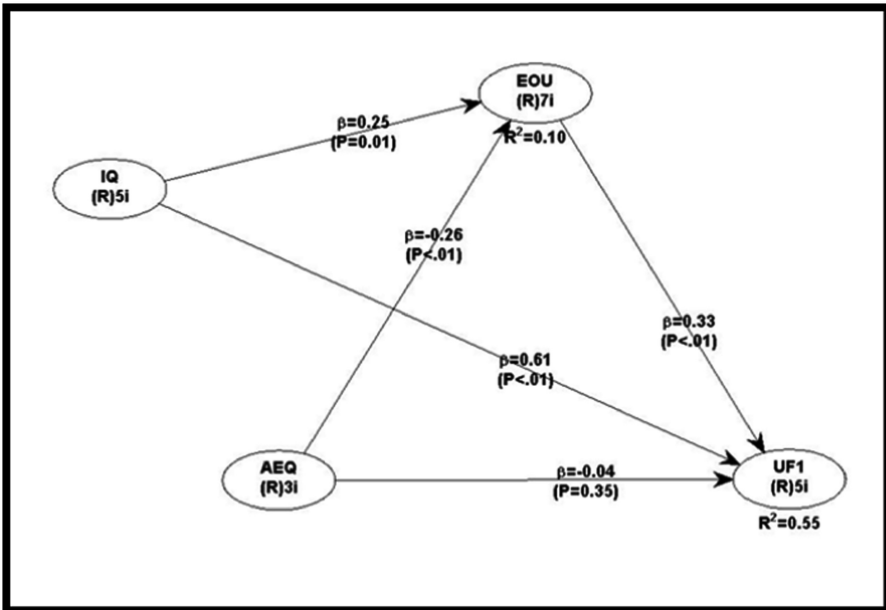 EOU
(R)7i
R²=0.10
β=0.25
(P=0.01)
IQ
(R)5i
β=-0.26
(P<.01)
β=0.33
(P<.01)
β=0.61
(P<.01)
AEQ
(R)3i
β=-0.04
(P=0.35)
UF1
(R)5i
R²=0.55